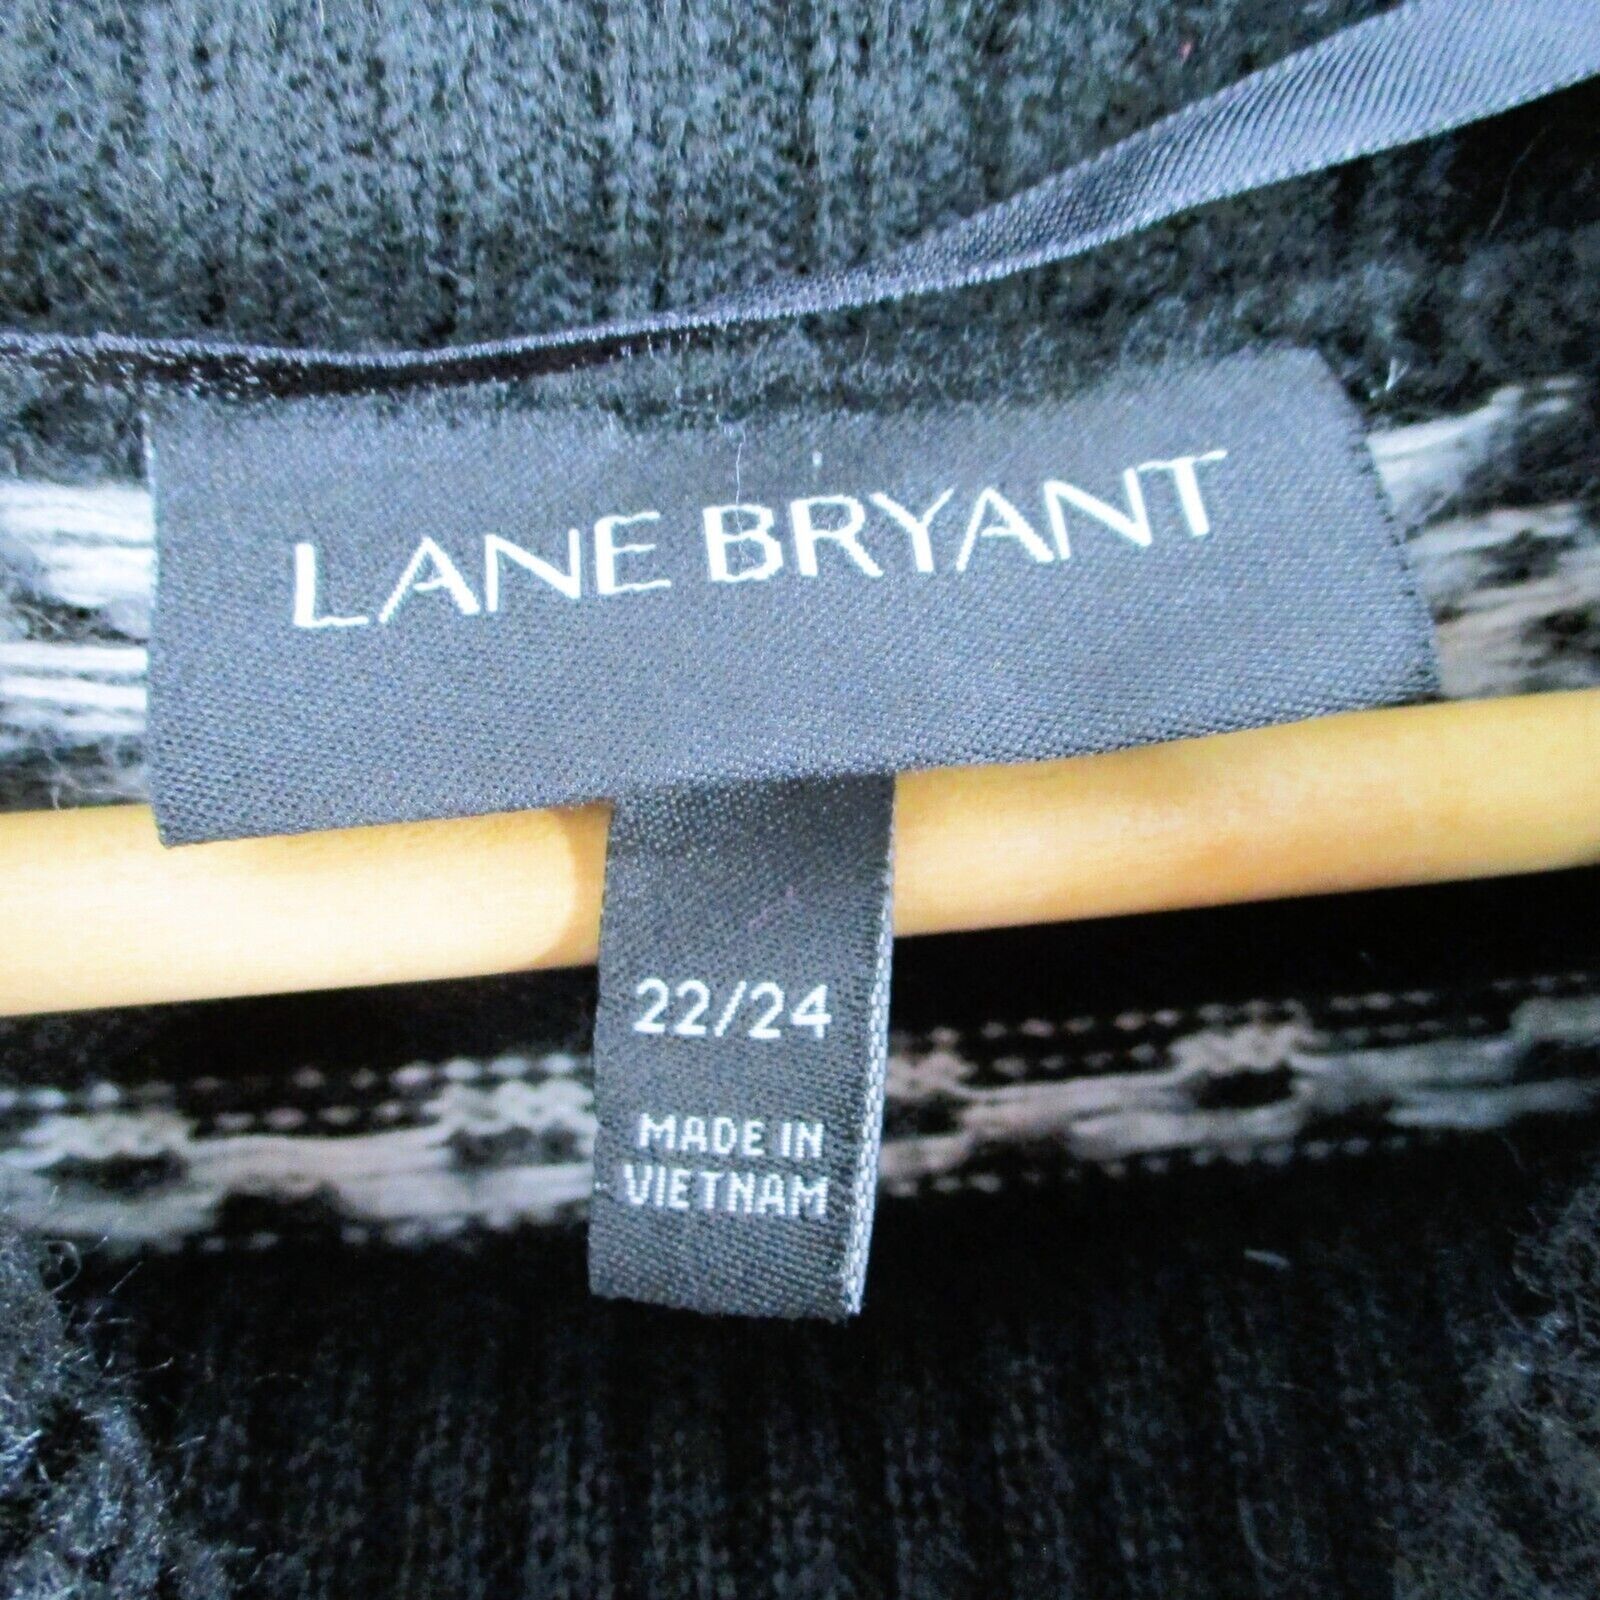 LANE BRYANT
22/24
MADE IN
VIETNAM